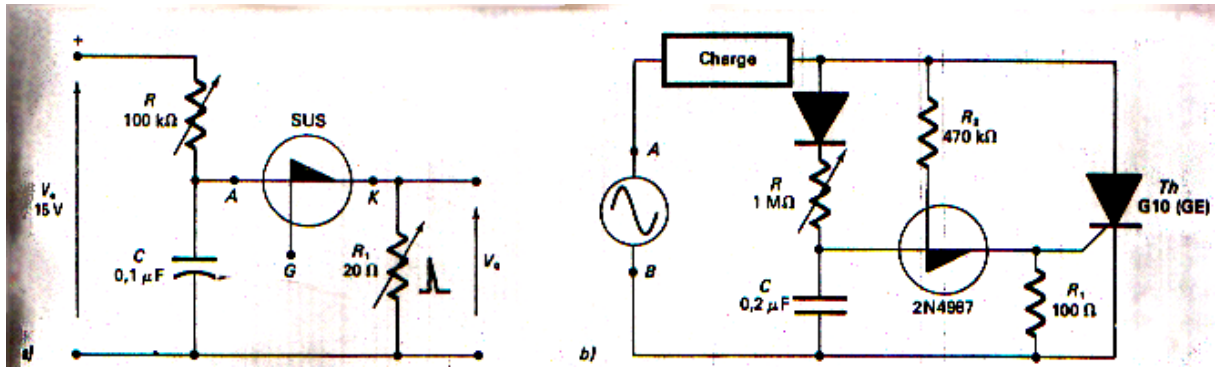 +
R
100 kΩ
SUS
A
K
G
15 V
C
0,1 µF
R₁
20 Ω
a)
Charge
A
B
R
1 MΩ
470 kΩ
C
0,2 µF
2N4987
R₁
100 Ω
Th
G10 (GE)
b)